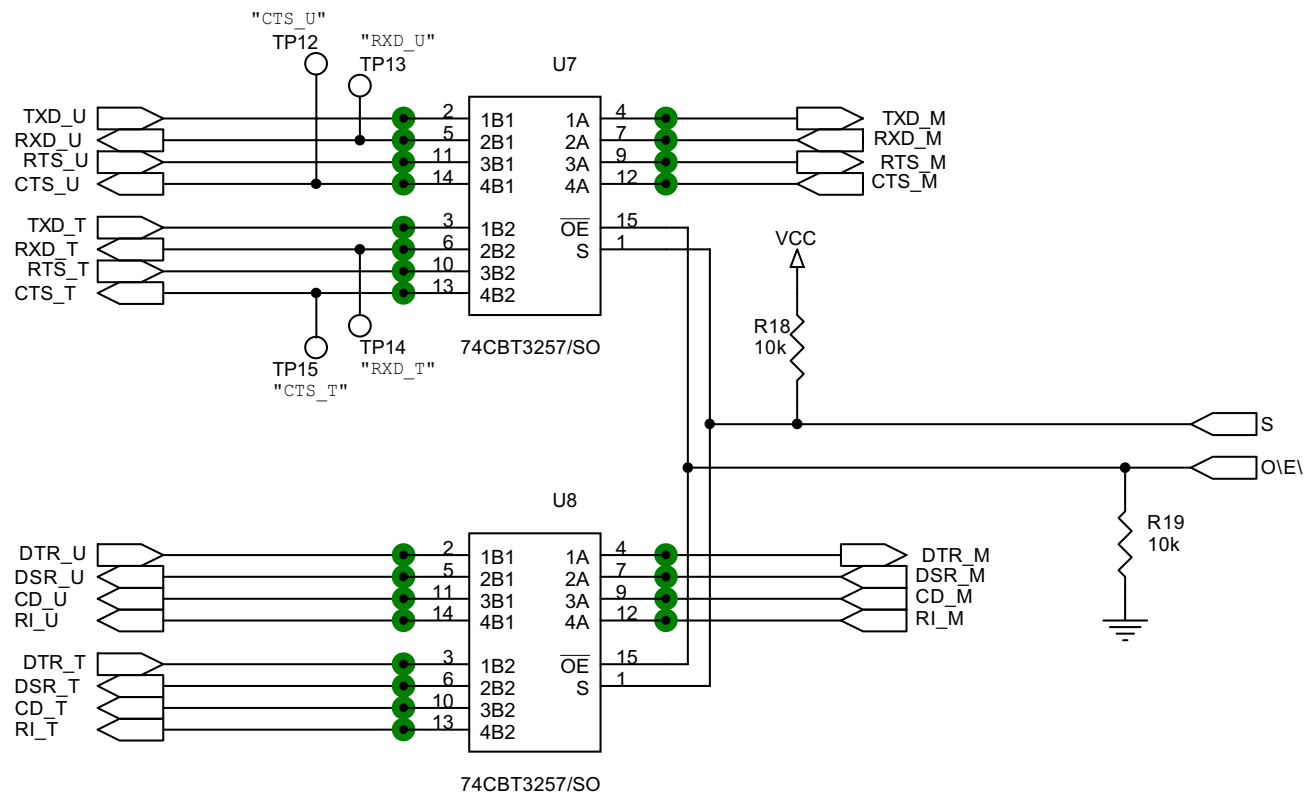 "CTS_U"
TP12
"RXD_U"
TP13
U7
TXD_U
2
1B1
1A
4
TXD_M
RXD_U
5
2B1
2A
7
RXD_M
RTS_U
11
3B1
3A
9
RTS_M
CTS_U
14
4B1
4A
12
CTS_M
TXD_T
3
1B2
OE
15
RXD_T
6
2B2
S
1
RTS_T
10
3B2
CTS_T
13
4B2
VCC
R18
10k
TP14
"RXD_T"
TP15
"CTS_T"
74CBT3257/SO
S
O\E\
R19
10k
U8
DTR_U
2
1B1
1A
4
DTR_M
DSR_U
5
2B1
2A
7
DSR_M
CD_U
11
3B1
3A
9
CD_M
RI_U
14
4B1
4A
12
RI_M
DTR_T
3
1B2
OE
15
DSR_T
6
2B2
S
1
CD_T
10
3B2
RI_T
13
4B2
74CBT3257/SO